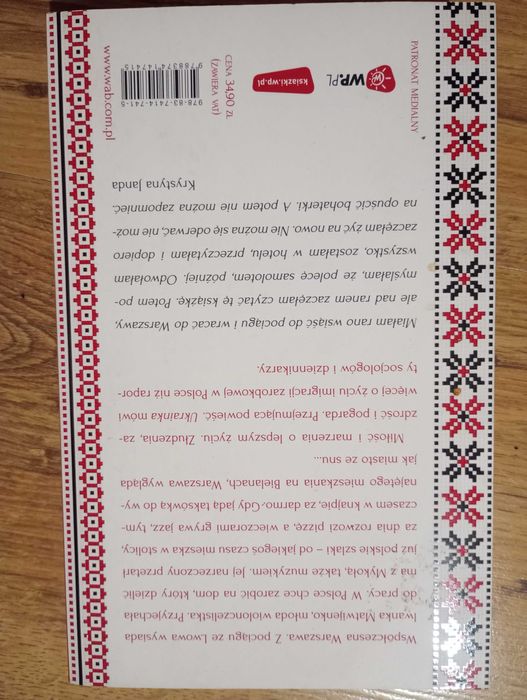 Współczesna Warszawa. Z pociągu ze Lwowa wysiada
Iwanka Matwijenko, młoda wiolonczelistka. Przyjechała
do pracy. W Polsce chce zarobić na dom, który dzielić
ma z Mykołą, także muzykiem. Jej narzeczony przetarł
już polskie szlaki – od jakiegoś czasu mieszka w stolicy,
za dnia rozwozi pizze, a wieczorami grywa jazz, tym-
czasem w knajpie, za darmo. Gdy jadą taksówką do wy-
najętego mieszkania na Bielanach, Warszawa wygląda
jak miasto ze snu...
Miłość i marzenia o lepszym życiu. Złudzenia, za-
zdrość i pogarda. Przejmująca powieść. Ukrainka mówi
więcej o życiu imigracji zarobkowej w Polsce niż rapor-
ty socjologów i dziennikarzy.
Miałam rano wsiąść do pociągu i wracać do Warszawy,
ale nad ranem zaczęłam czytać tę książkę. Potem po-
myślałam, że polecę samolotem, później. Odwołałam
wszystko, zostałam w hotelu, przeczytałam i dopiero
zaczęłam żyć na nowo. Nie można się oderwać, nie moż-
na opuścić bohaterki. A potem nie można zapomnieć.
Krystyna Janda
PATRONAT MEDIALNY
WP.PL
ksiazki.wp.pl
CENA 34,90 ZŁ
(ZAWIERA VAT)
978-83-7414-741-5
9788374147415
www.wab.com.pl